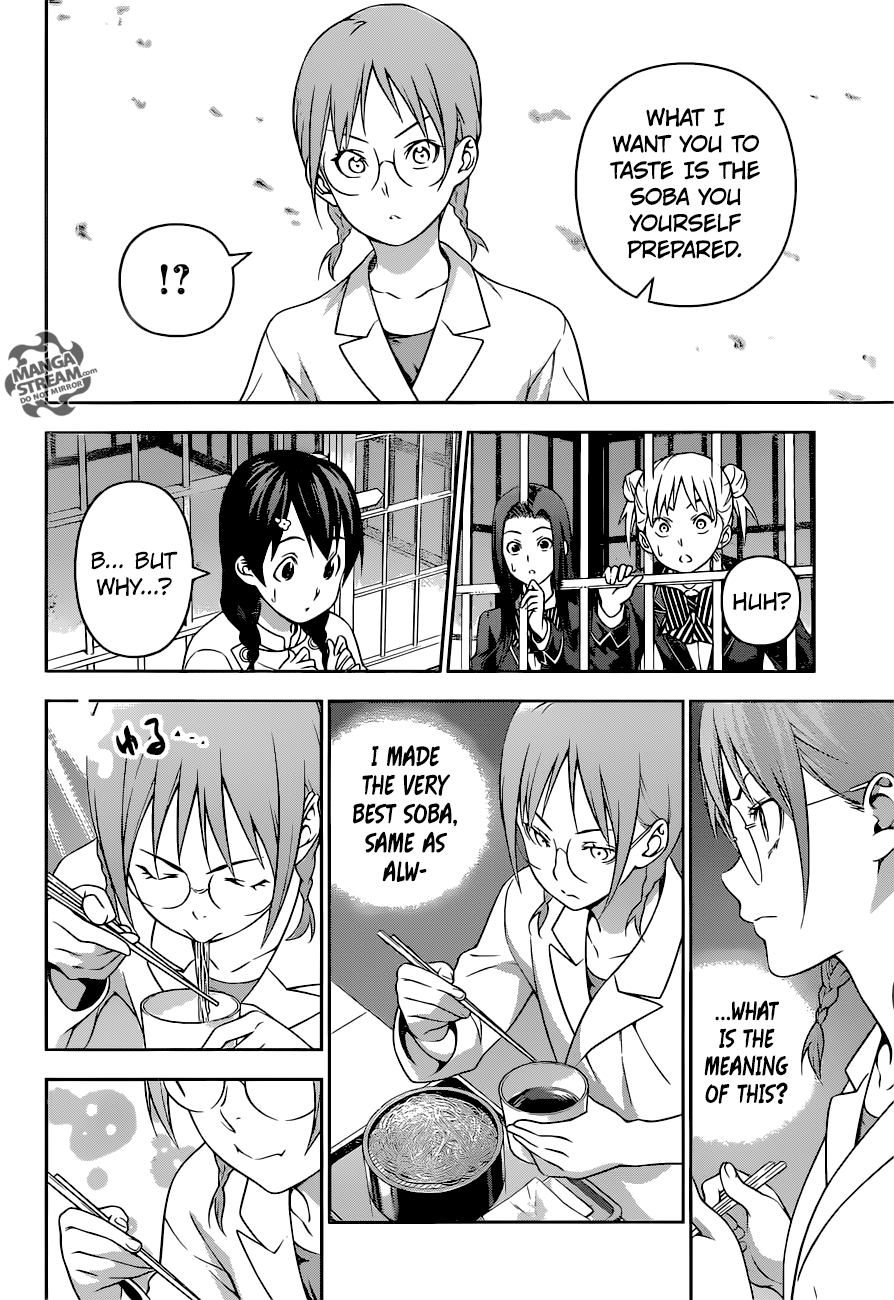 WHAT I
WANT YOU TO
TASTE IS THE
SOBA YOU
YOURSELF
PREPARED.
!?
MANGA
STREAM.com
DO NOT MIRROR
HUH?
B... BUT
WHY...?
...WHAT
IS THE
MEANING
OF THIS?
I MADE
THE VERY
BEST SOBA,
SAME AS
ALW-
ゆる...